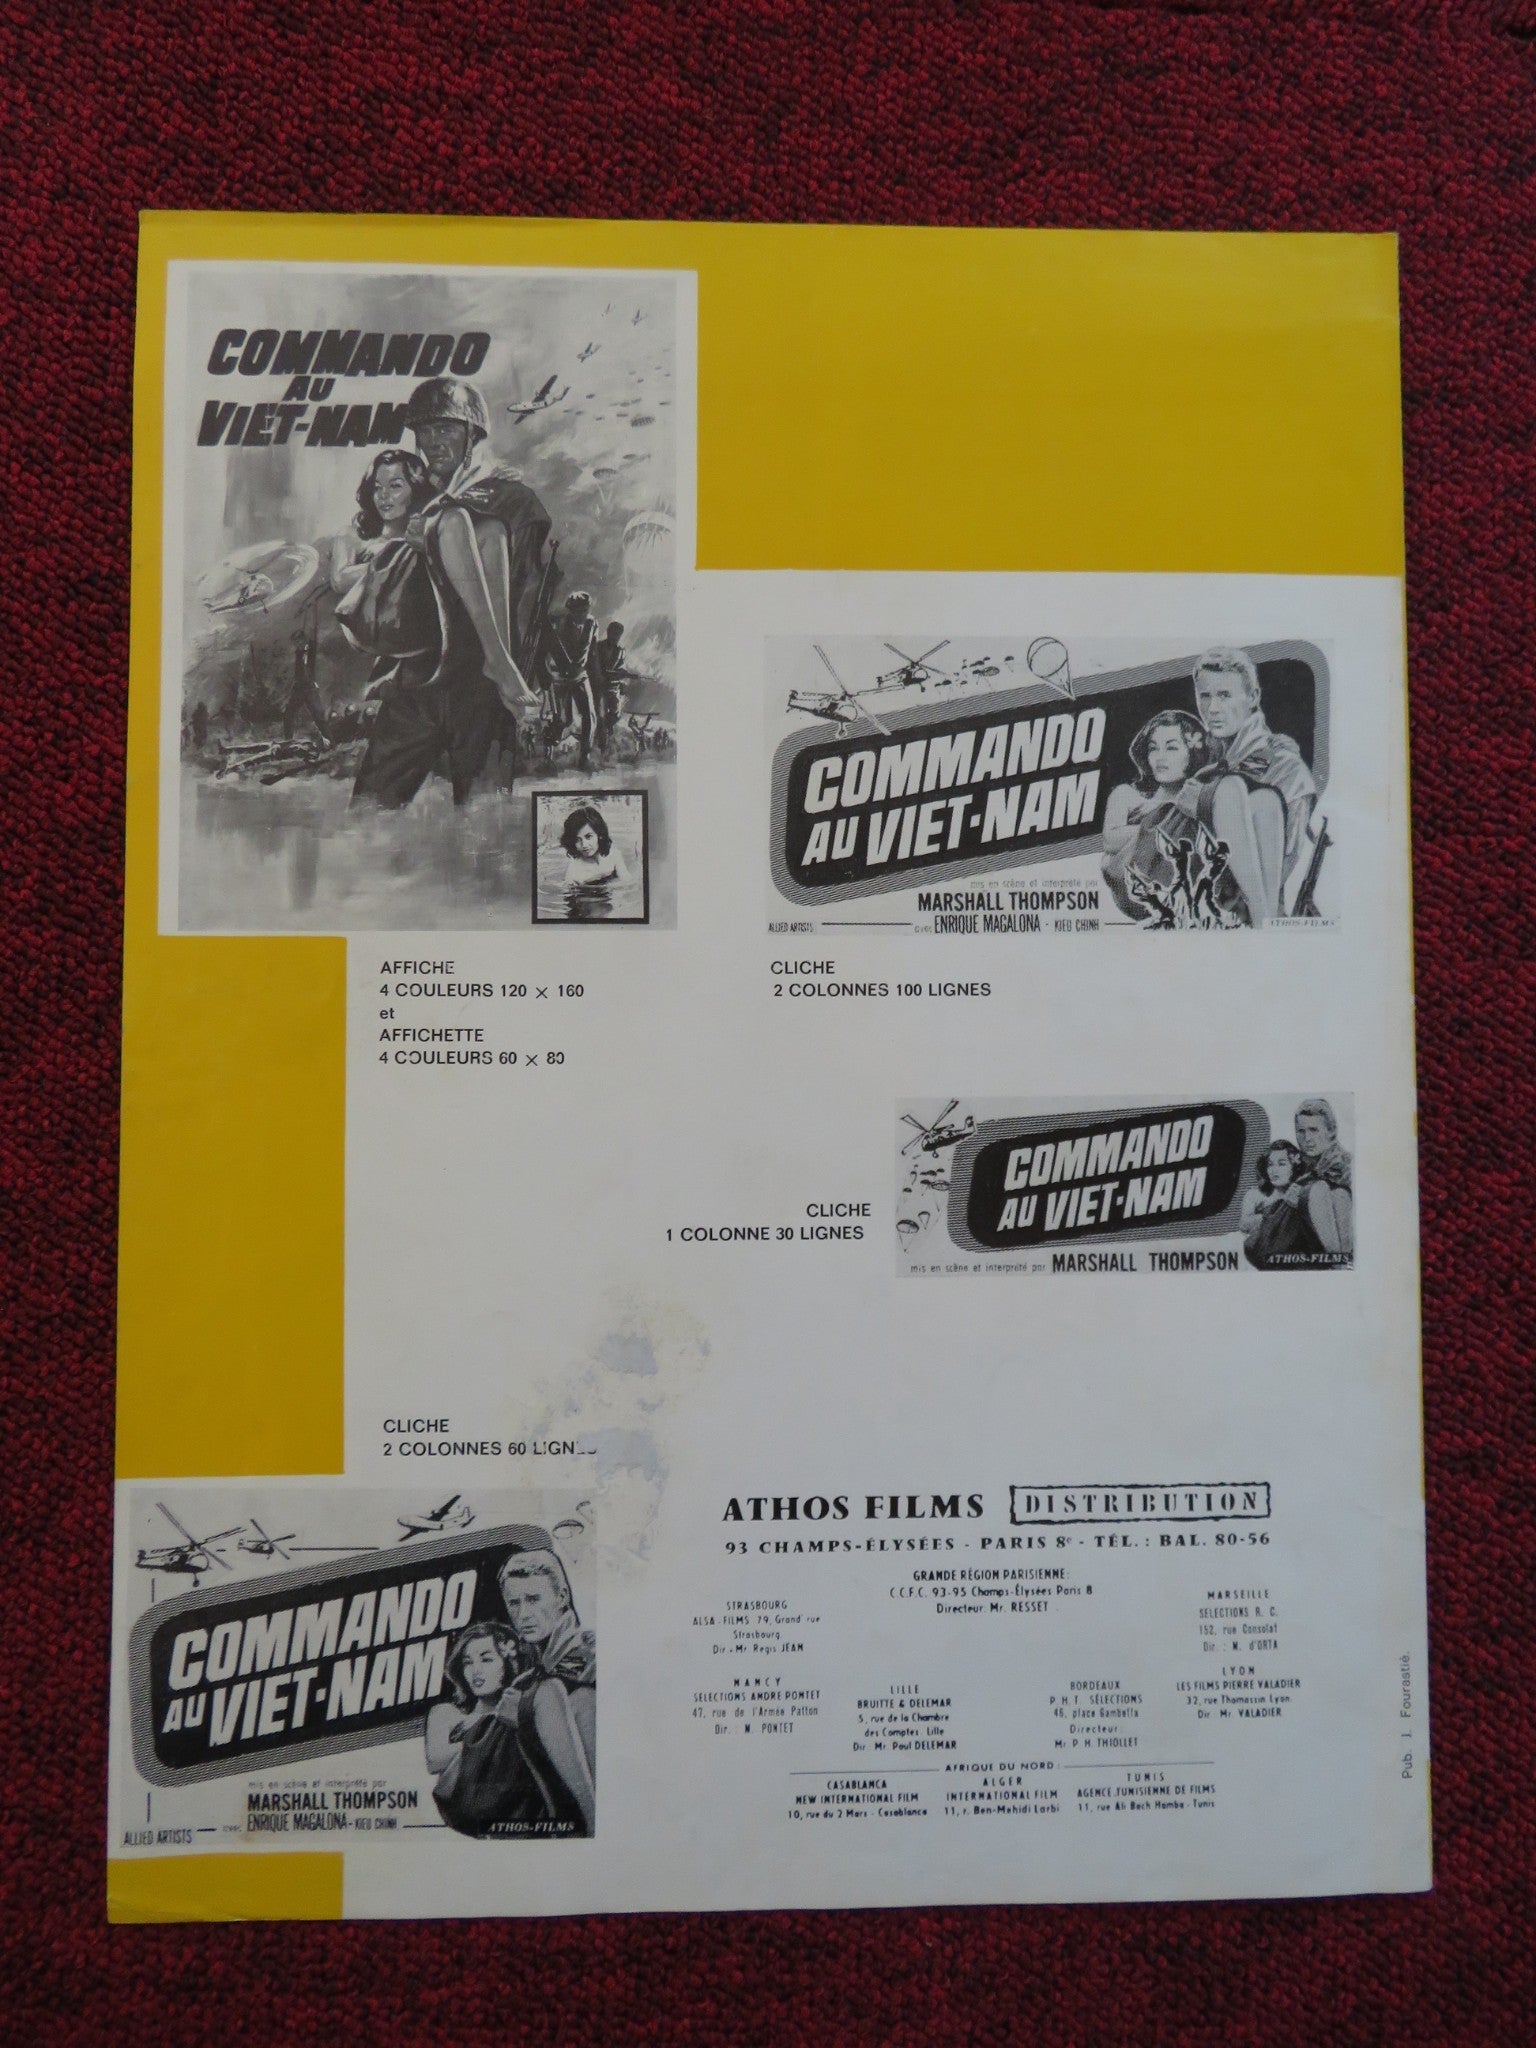 COMMANDO
AU
VIET-NAM
AFFICHE
4 COULEURS 120 × 160
et
AFFICHETTE
4 COULEURS 60 × 80
COMMANDO
AU VIET-NAM
mis en scène et interprété par
MARSHALL THOMPSON
ALLIED ARTISTS
avec ENRIQUE MAGALONA - KIEU CHINH
ATHOS-FILMS
CLICHE
2 COLONNES 100 LIGNES
COMMANDO
AU VIET-NAM
mis en scène et interprété par MARSHALL THOMPSON
ATHOS-FILMS
CLICHE
1 COLONNE 30 LIGNES
CLICHE
2 COLONNES 60 LIGN
COMMANDO
AU VIET-NAM
mis en scène et interprété par
MARSHALL THOMPSON
ALLIED ARTISTS
avec ENRIQUE MAGALONA - KIEU CHINH
ATHOS-FILMS
ATHOS FILMS DISTRIBUTION
93 CHAMPS-ÉLYSÉES - PARIS 8e - TÉL. : BAL. 80-56
GRANDE RÉGION PARISIENNE:
C.C.F.C. 93-95 Champs-Élysées Paris 8
Directeur: Mr. RESSET
STRASBOURG
ALSA-FILMS 79, Grand' rue
Strasbourg
Dir - Mr Regis JEAN
MARSEILLE
SELECTIONS R. C.
152, rue Consolat
Dir. : M. d'ORTA
NANCY
SELECTIONS ANDRE PONTET
47, rue de l'Armée Patton
Dir. : M. PONTET
LILLE
BRUITTE & DELEMAR
5, rue de la Chambre
des Comptes Lille
Dir: Mr Paul DELEMAR
BORDEAUX
P. H. T. SÉLECTIONS
46, place Gambetta
Directeur:
Mr P. H. THIOLLET
LYON
LES FILMS PIERRE VALADIER
32, rue Thomassin Lyon
Dir Mr. VALADIER
AFRIQUE DU NORD :
CASABLANCA
NEW INTERNATIONAL FILM
10, rue du 2 Mars - Casablanca
ALGER
INTERNATIONAL FILM
11, r. Ben-Mehidi Larbi
TUNIS
AGENCE TUNISIENNE DE FILMS
11, rue Ali Bach Hamba - Tunis
Pub. J. Fourastié.